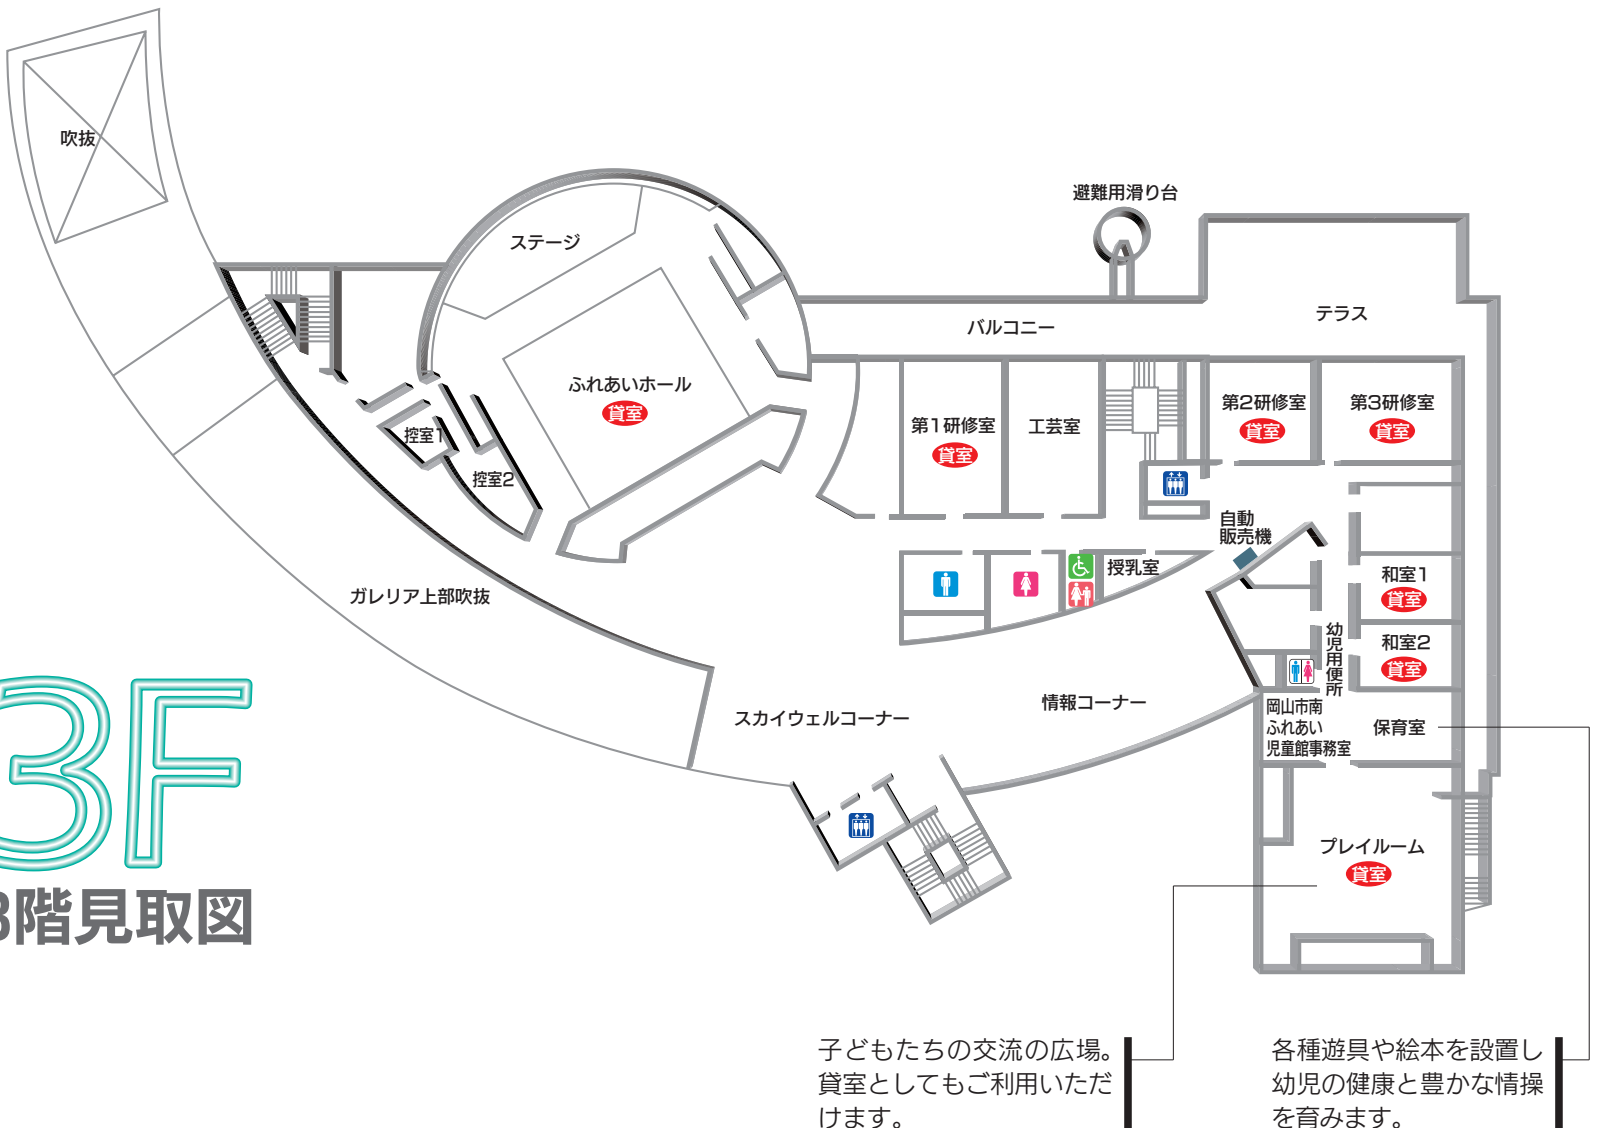 吹抜
避難用滑り台
ステージ
テラス
バルコニー
ふれあいホール
貸室
第1研修室
貸室
工芸室
第2研修室
貸室
第3研修室
貸室
控室1
控室2
自動
販売機
授乳室
和室1
貸室
和室2
貸室
幼児用便所
ガレリア上部吹抜
スカイウェルコーナー
情報コーナー
岡山市南
ふれあい
児童館事務室
保育室
プレイルーム
貸室
3F
3階見取図
子どもたちの交流の広場。
貸室としてもご利用いただ
けます。
各種遊具や絵本を設置し
幼児の健康と豊かな情操
を育みます。